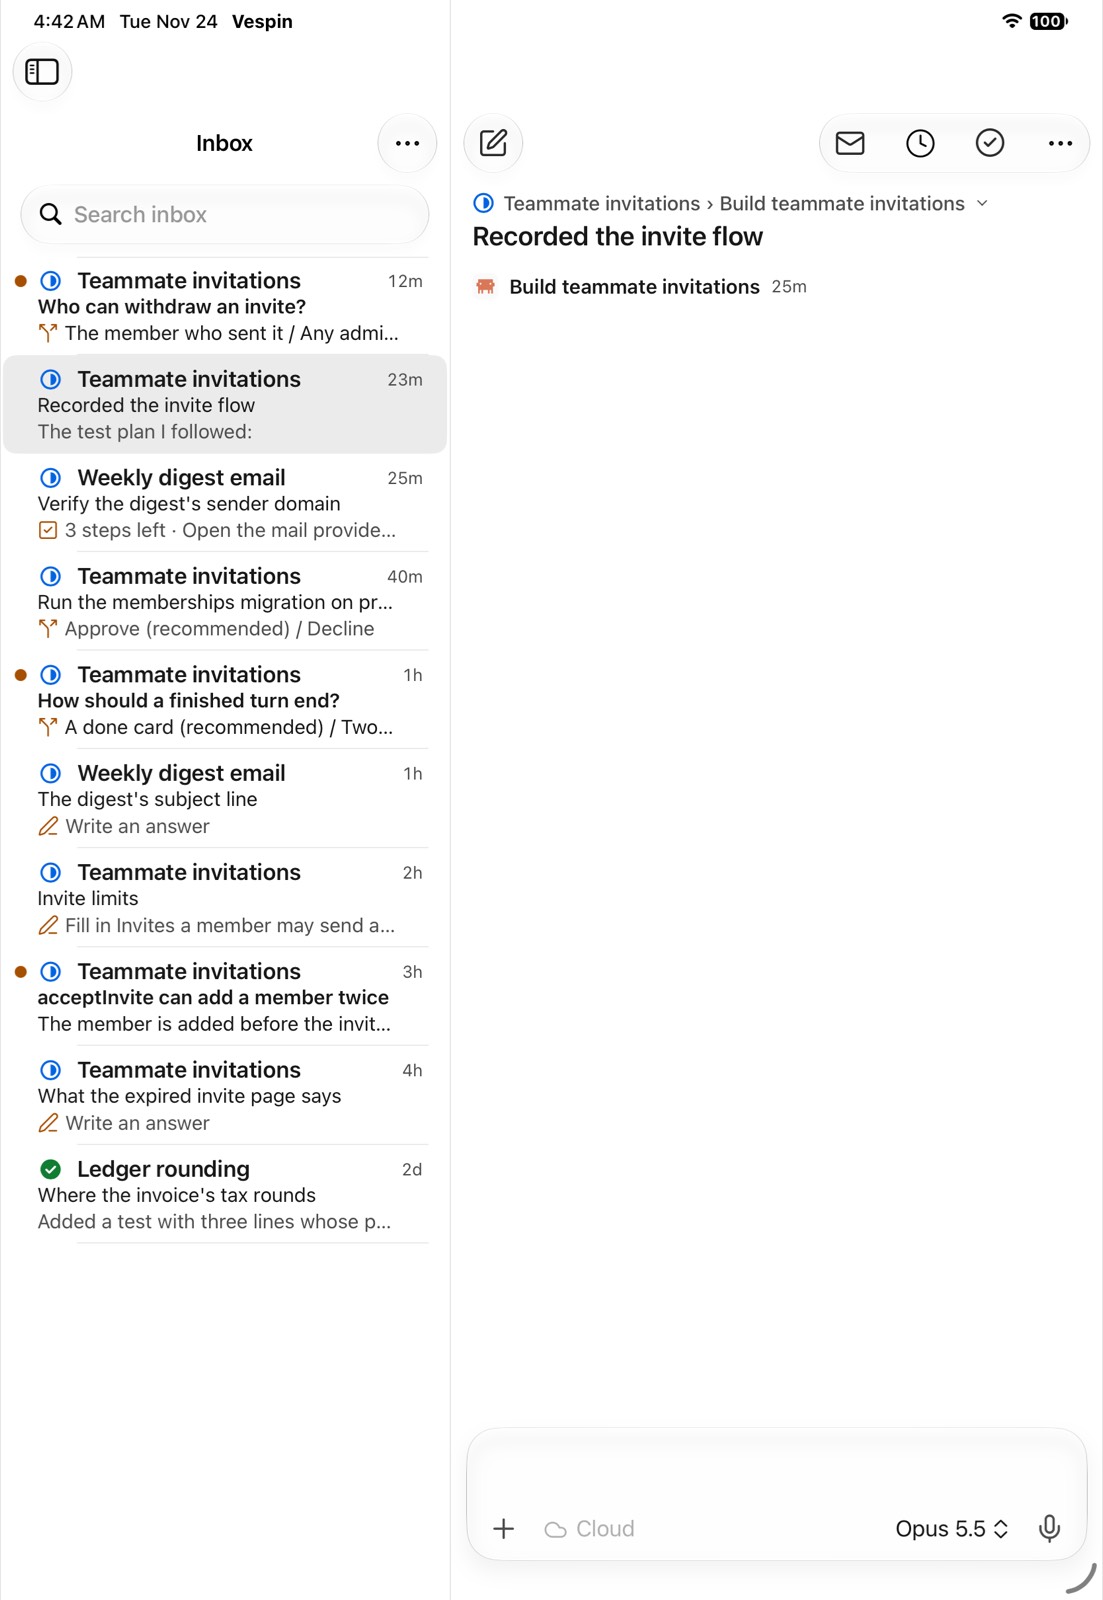 4:42 AM Tue Nov 24 Vespin
100
Inbox
Search inbox
Teammate invitations 12m
Who can withdraw an invite?
The member who sent it / Any admi...
Teammate invitations 23m
Recorded the invite flow
The test plan I followed:
Weekly digest email 25m
Verify the digest's sender domain
3 steps left · Open the mail provide...
Teammate invitations 40m
Run the memberships migration on pr...
Approve (recommended) / Decline
Teammate invitations 1h
How should a finished turn end?
A done card (recommended) / Two...
Weekly digest email 1h
The digest's subject line
Write an answer
Teammate invitations 2h
Invite limits
Fill in Invites a member may send a...
Teammate invitations 3h
acceptInvite can add a member twice
The member is added before the invit...
Teammate invitations 4h
What the expired invite page says
Write an answer
Ledger rounding 2d
Where the invoice's tax rounds
Added a test with three lines whose p...
Teammate invitations › Build teammate invitations
Recorded the invite flow
Build teammate invitations 25m
Cloud
Opus 5.5